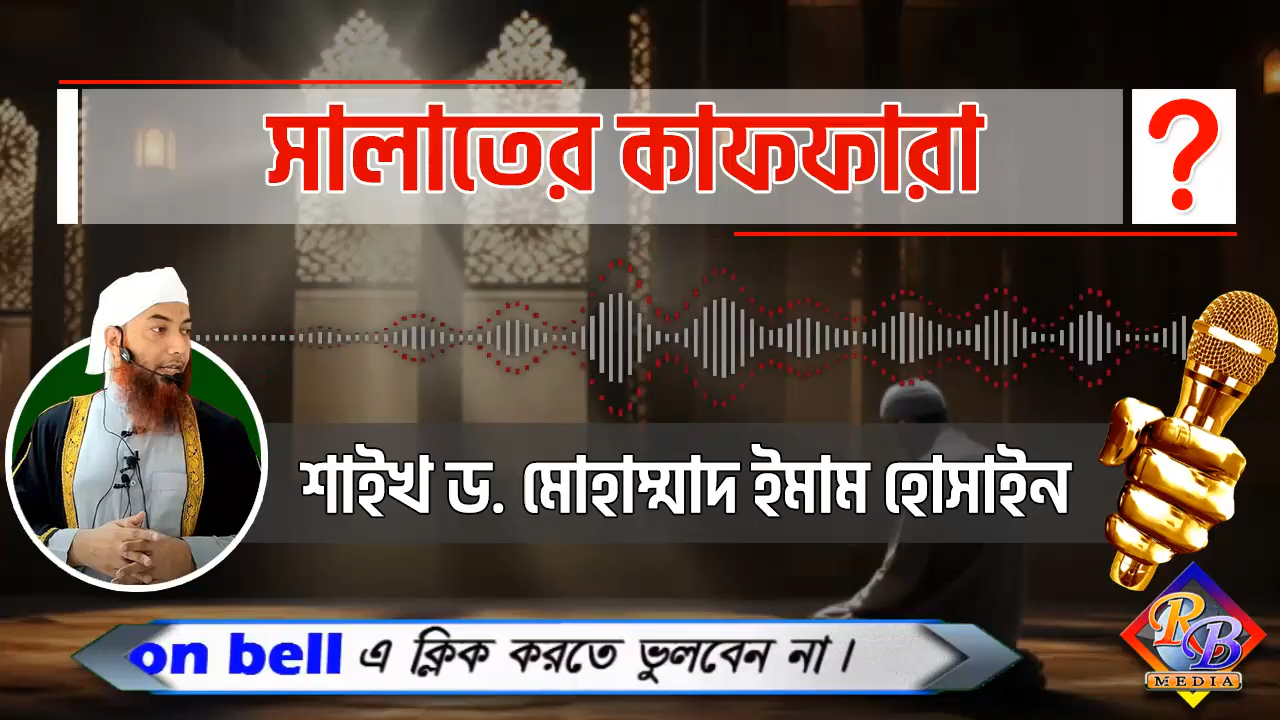 সালাতের কাফফারা
?
শাইখ ড. মোহাম্মাদ ইমাম হোসাইন
on bell এ ক্লিক করতে ভুলবেন না।
RB
MEDIA